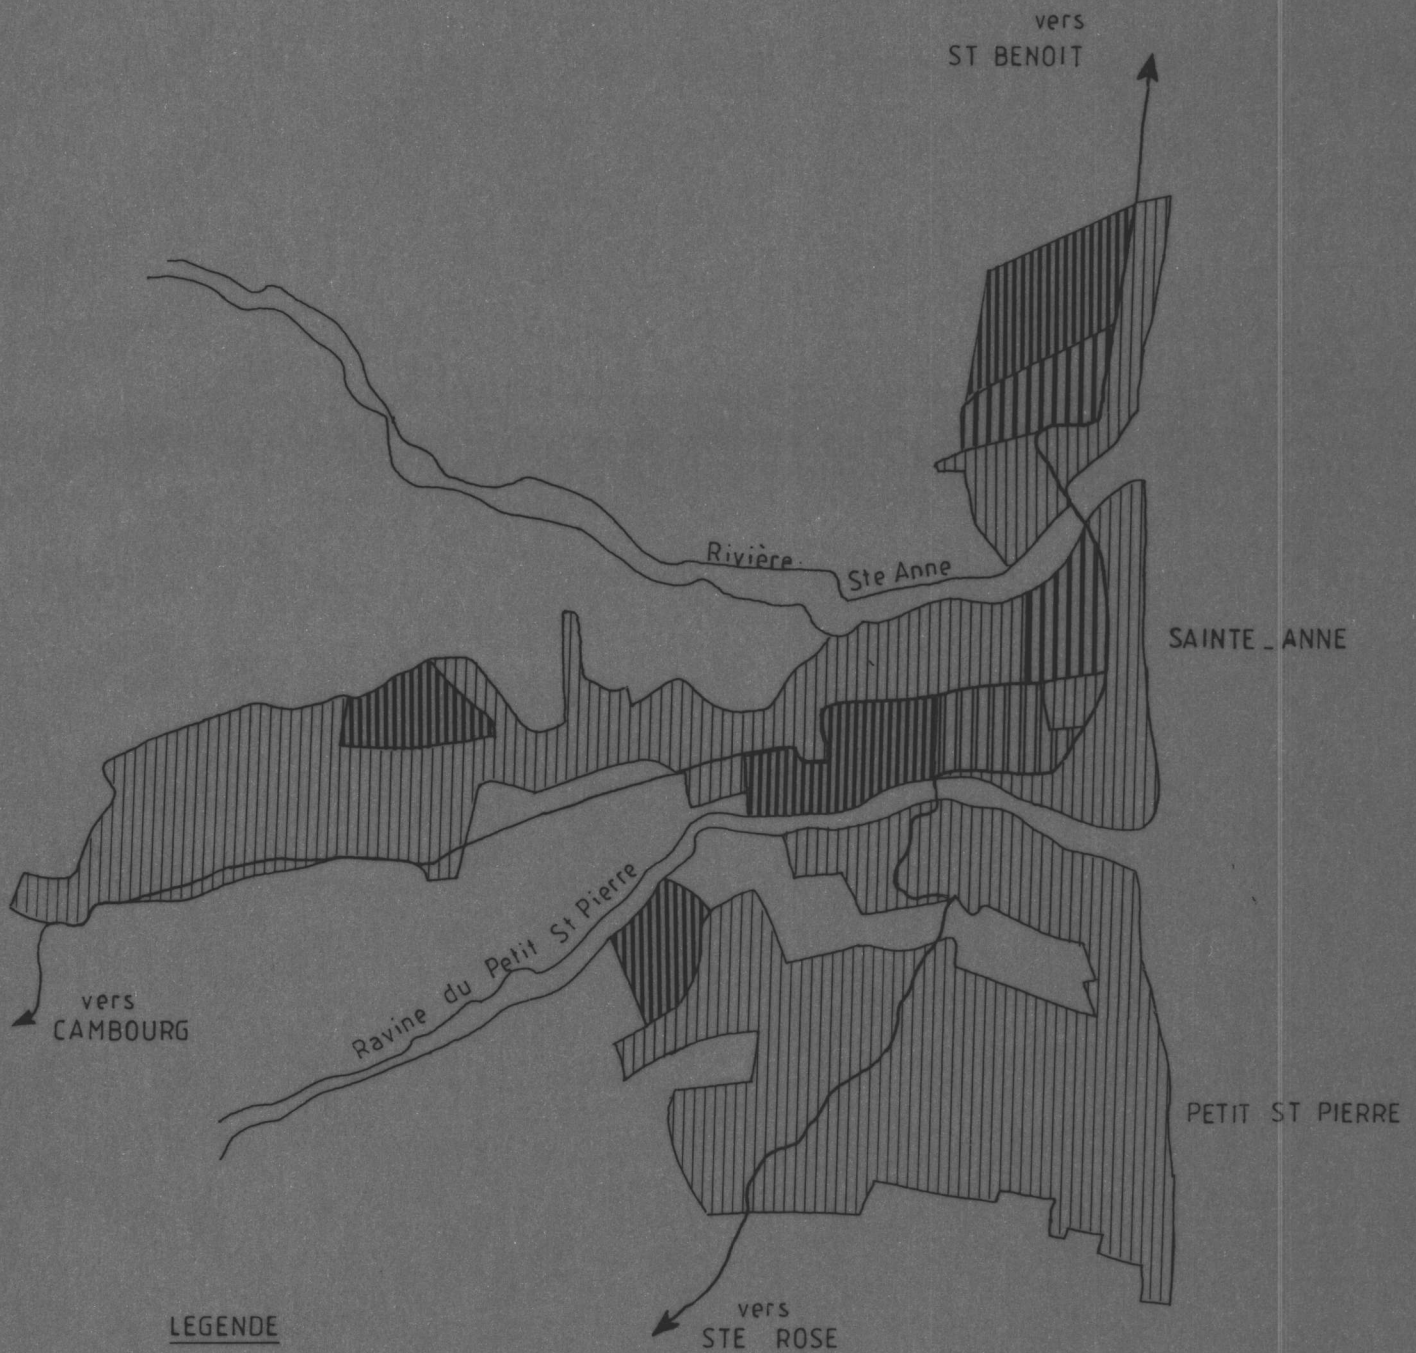 vers
ST BENOIT
Rivière
Ste Anne
SAINTE_ANNE
Ravine du Petit St Pierre
vers
CAMBOURG
PETIT ST PIERRE
vers
STE ROSE
LEGENDE